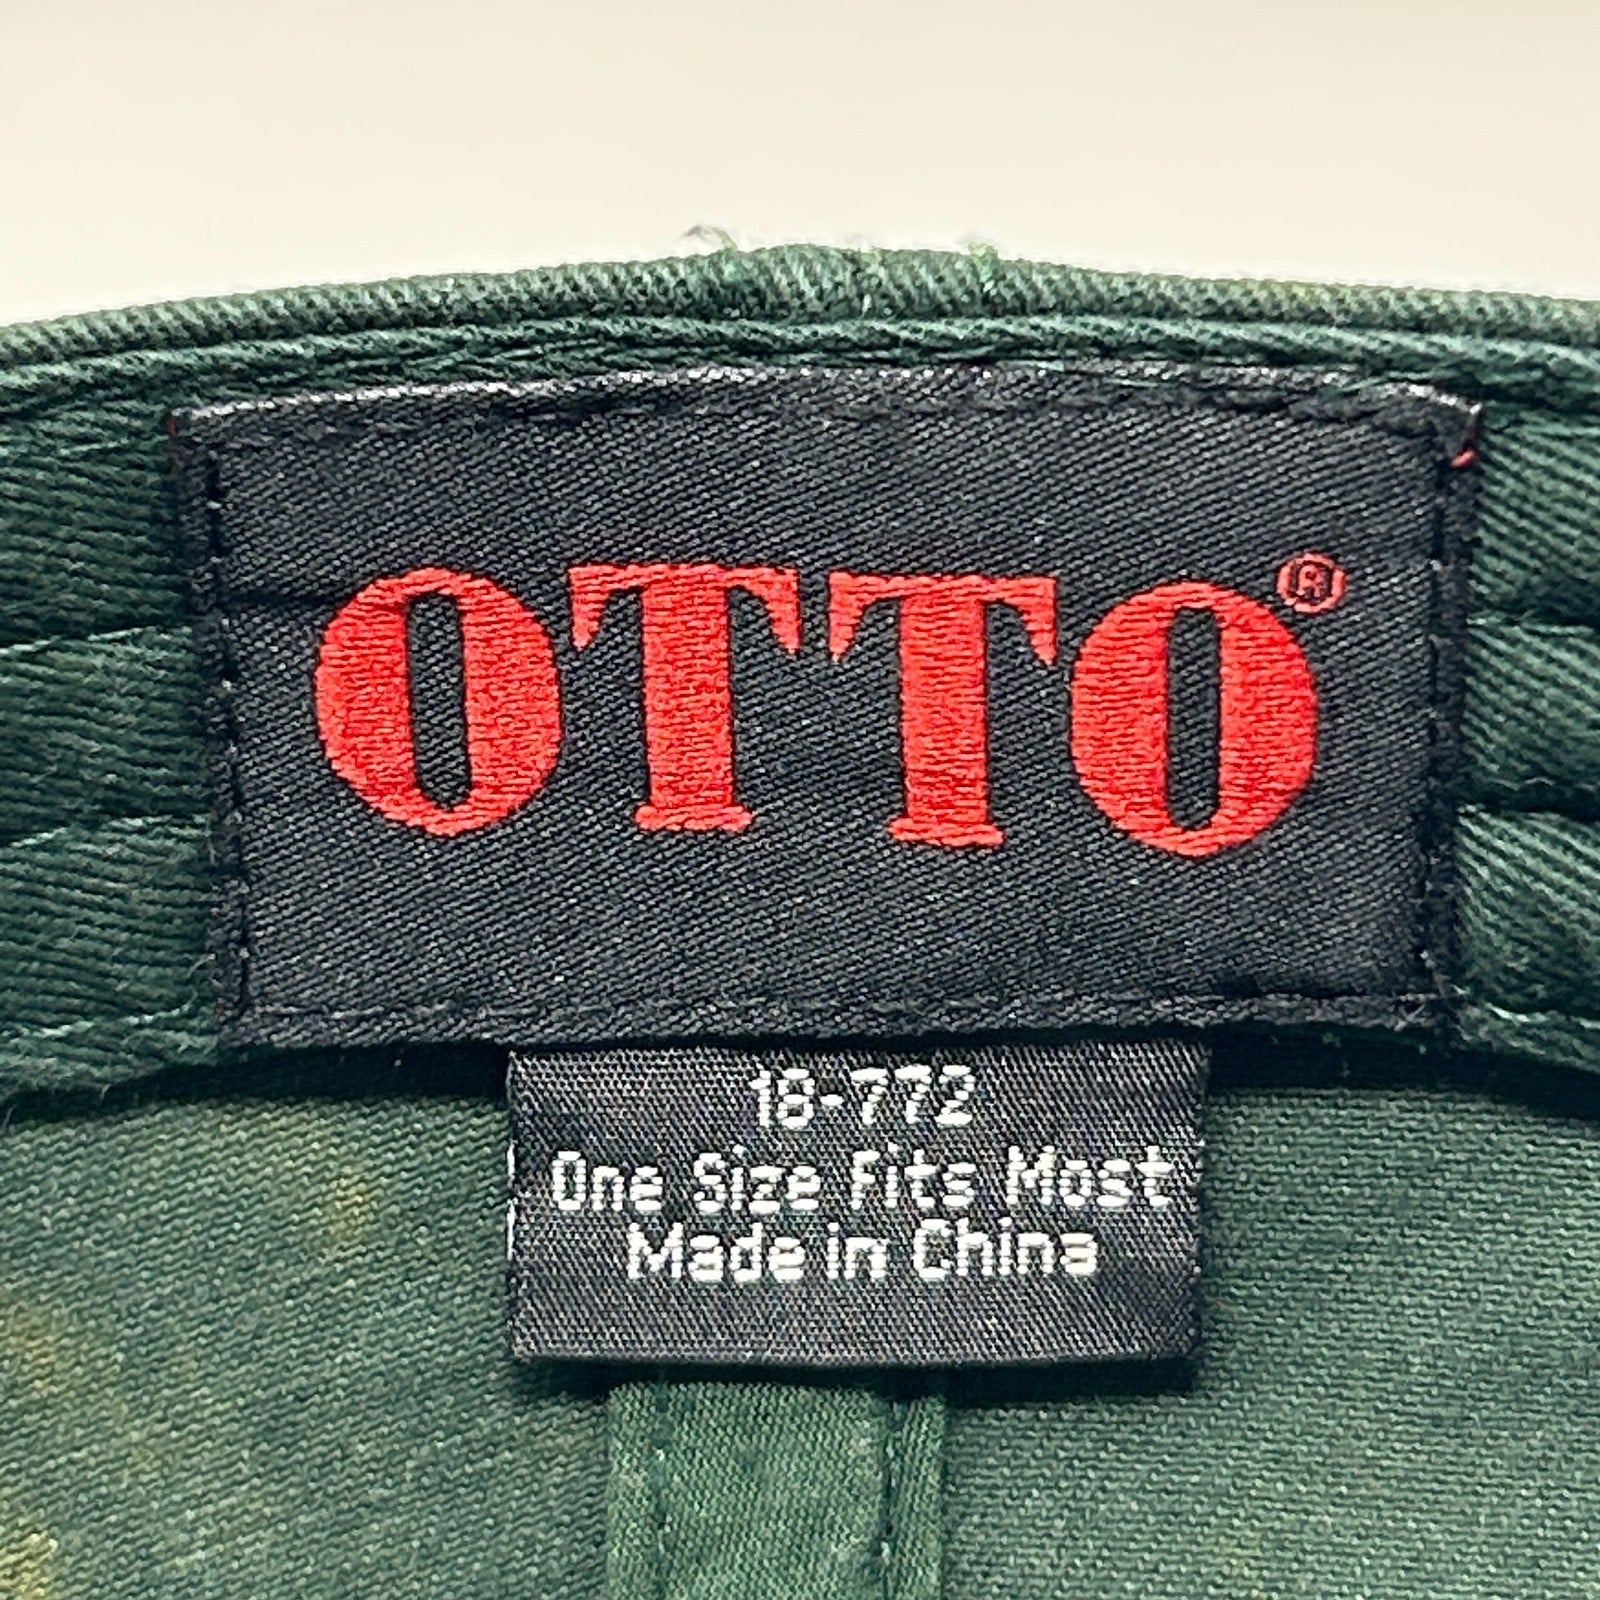 OTTO®
18-772
One Size Fits Most
Made in China